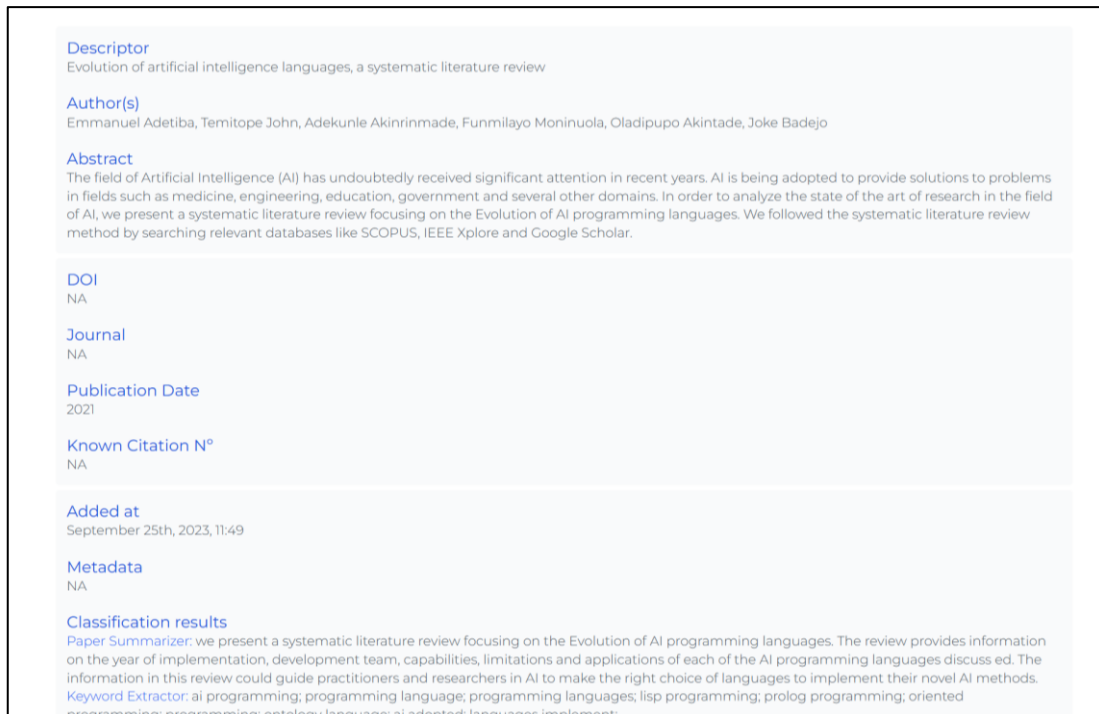 Descriptor
Evolution of artificial intelligence languages, a systematic literature review
Author(s)
Emmanuel Adetiba, Temitope John, Adekunle Akinrinmade, Funmilayo Moninuola, Oladipupo Akintade, Joke Badejo
Abstract
The field of Artificial Intelligence (AI) has undoubtedly received significant attention in recent years. AI is being adopted to provide solutions to problems
in fields such as medicine, engineering, education, government and several other domains. In order to analyze the state of the art of research in the field
of AI, we present a systematic literature review focusing on the Evolution of AI programming languages. We followed the systematic literature review
method by searching relevant databases like SCOPUS, IEEE Xplore and Google Scholar.
DOI
NA
Journal
NA
Publication Date
2021
Known Citation N°
NA
Added at
September 25th, 2023, 11:49
Metadata
NA
Classification results
Paper Summarizer: we present a systematic literature review focusing on the Evolution of AI programming languages. The review provides information
on the year of implementation, development team, capabilities, limitations and applications of each of the AI programming languages discuss ed. The
information in this review could guide practitioners and researchers in AI to make the right choice of languages to implement their novel AI methods.
Keyword Extractor: ai programming; programming language; programming languages; lisp programming; prolog programming; oriented
programming; programming; ontology language; ai adopted; languages implement;